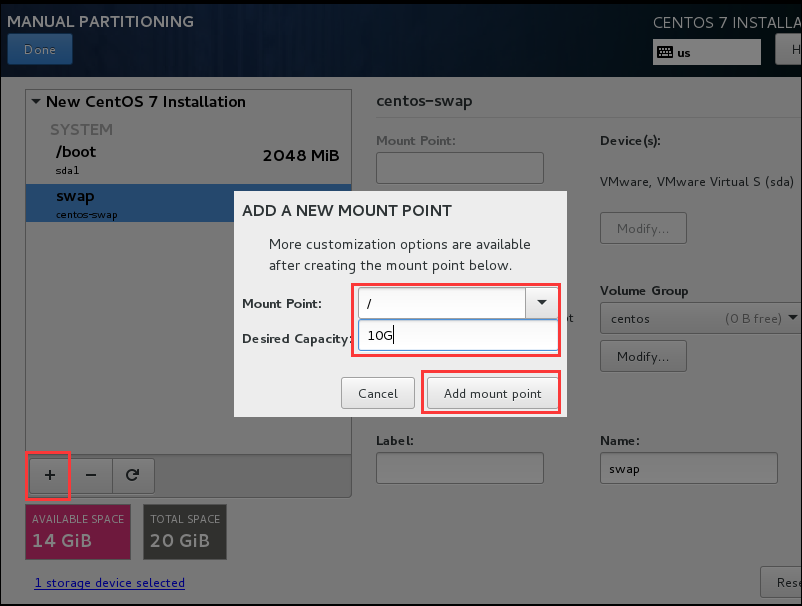 MANUAL PARTITIONING
CENTOS 7 INSTALLA
Done
us
H
New CentOS 7 Installation
SYSTEM
/boot
2048 MiB
sda1
swap
centos-swap
centos-swap
Mount Point:
Device(s):
VMware, VMware Virtual S (sda)
Modify...
ADD A NEW MOUNT POINT
More customization options are available
after creating the mount point below.
Mount Point:
/
Desired Capacity:
10G
Cancel
Add mount point
Volume Group
centos (0 B free)
Modify...
Label:
Name:
swap
+ −
AVAILABLE SPACE
14 GiB
TOTAL SPACE
20 GiB
1 storage device selected
Rese